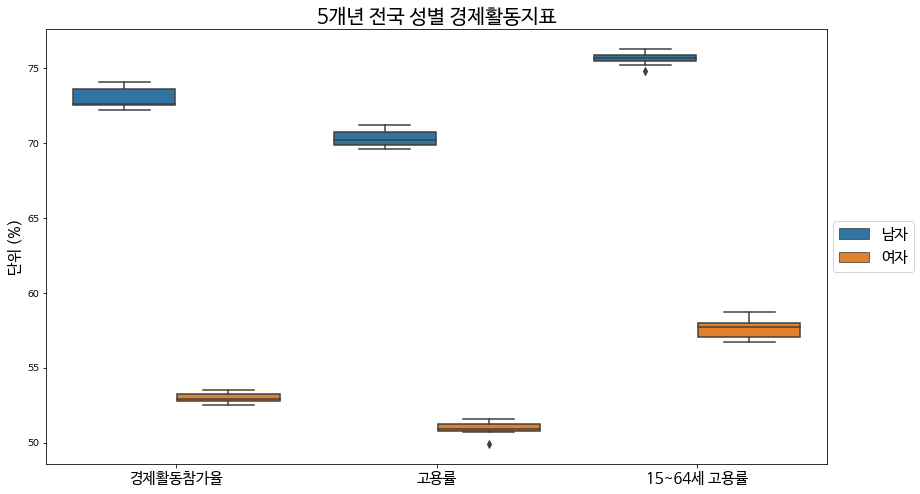 5개년 전국 성별 경제활동지표
단위 (%)
75
70
65
60
55
50
경제활동참가율
고용률
15~64세 고용률
남자
여자